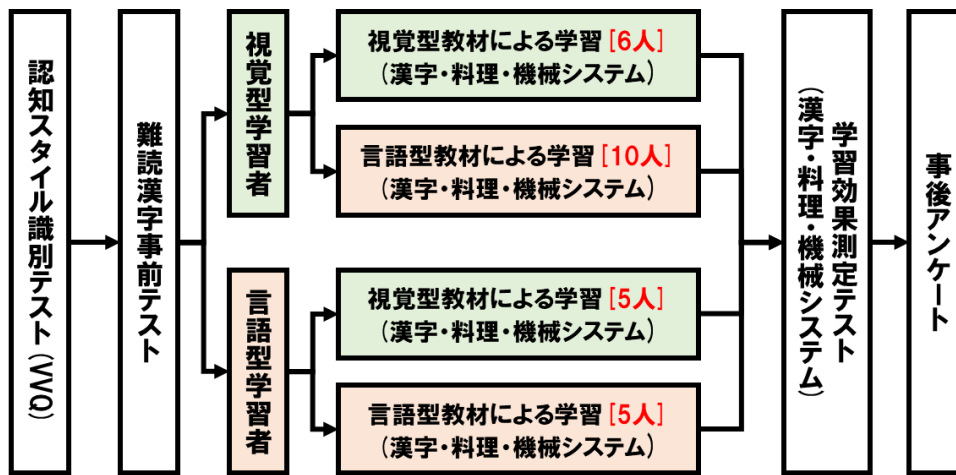 認知スタイル識別テスト(VVQ)
難読漢字事前テスト
視覚型学習者
視覚型教材による学習[6人]
(漢字・料理・機械システム)
言語型教材による学習[10人]
(漢字・料理・機械システム)
言語型学習者
視覚型教材による学習[5人]
(漢字・料理・機械システム)
言語型教材による学習[5人]
(漢字・料理・機械システム)
学習効果測定テスト
(漢字・料理・機械システム)
事後アンケート